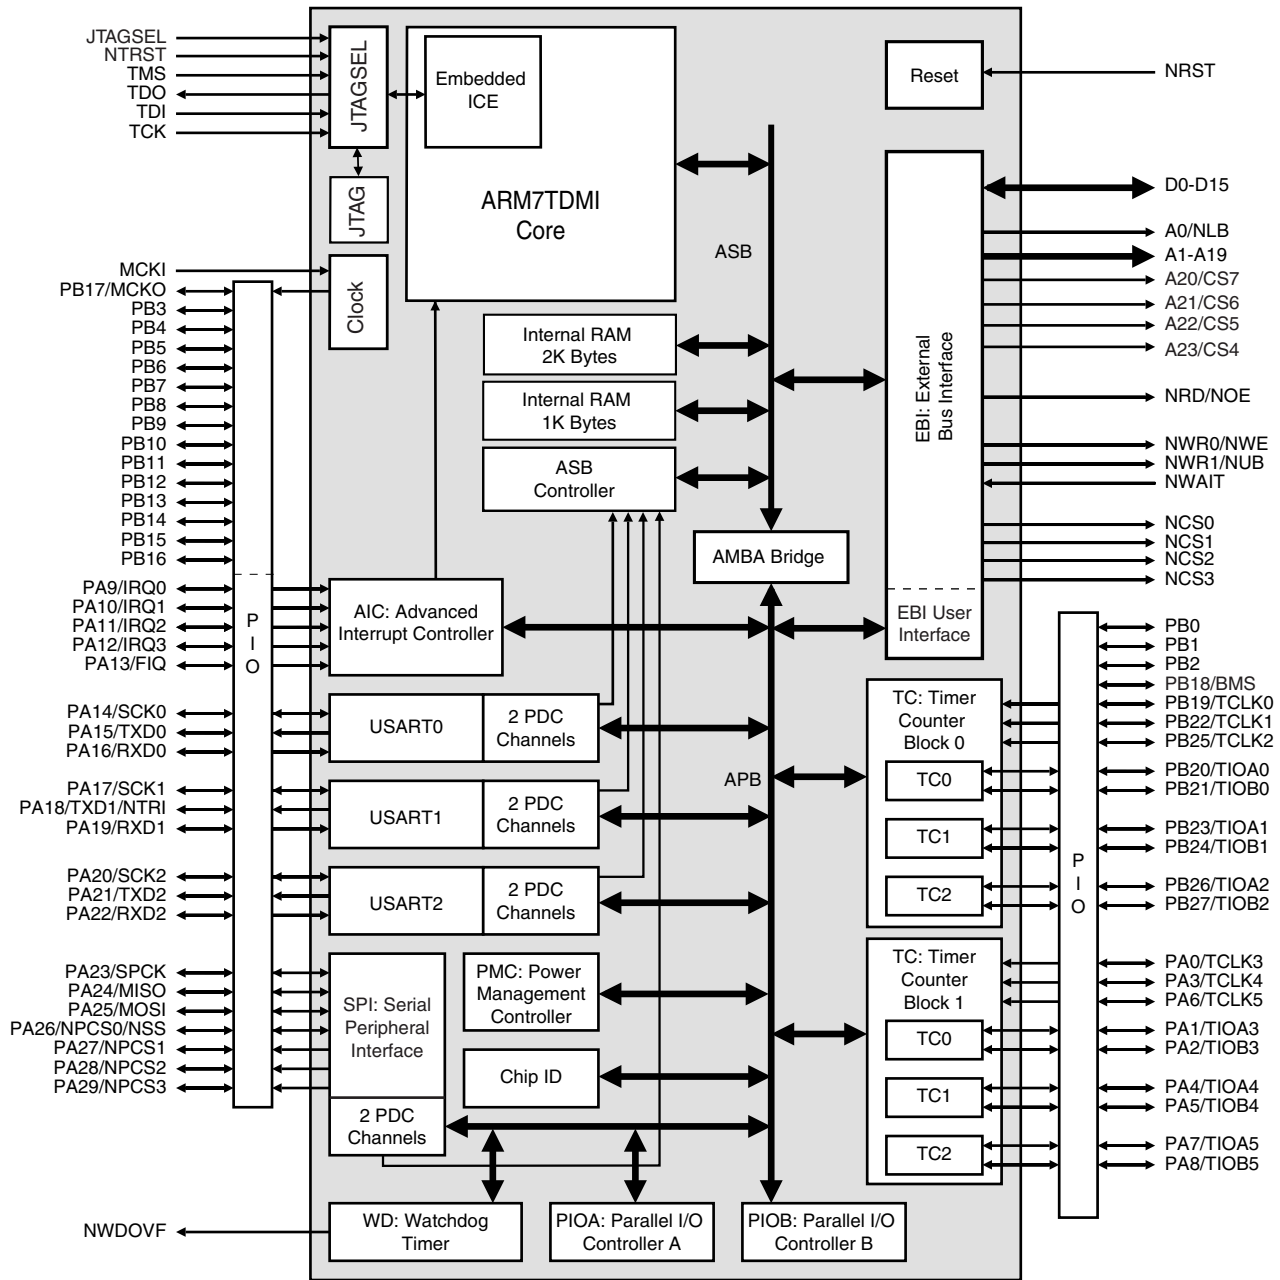 JTAGSEL
NTRST
TMS
TDO
TDI
TCK
JTAGSEL
Embedded
ICE
ARM7TDMI
Core
JTAG
Reset
NRST
MCKI
PB17/MCKO
PB3
PB4
PB5
PB6
PB7
PB8
PB9
PB10
PB11
PB12
PB13
PB14
PB15
PB16
PA9/IRQ0
PA10/IRQ1
PA11/IRQ2
PA12/IRQ3
PA13/FIQ
PA14/SCK0
PA15/TXD0
PA16/RXD0
PA17/SCK1
PA18/TXD1/NTRI
PA19/RXD1
PA20/SCK2
PA21/TXD2
PA22/RXD2
PA23/SPCK
PA24/MISO
PA25/MOSI
PA26/NPCS0/NSS
PA27/NPCS1
PA28/NPCS2
PA29/NPCS3
NWDOVF
P
I
O
Clock
ASB
Internal RAM
2K Bytes
Internal RAM
1K Bytes
ASB
Controller
AMBA Bridge
AIC: Advanced
Interrupt Controller
USART0
2 PDC
Channels
USART1
2 PDC
Channels
USART2
2 PDC
Channels
APB
SPI: Serial
Peripheral
Interface
2 PDC
Channels
PMC: Power
Management
Controller
Chip ID
WD: Watchdog
Timer
PIOA: Parallel I/O
Controller A
PIOB: Parallel I/O
Controller B
EBI: External
Bus Interface
EBI User
Interface
TC: Timer
Counter
Block 0
TC0
TC1
TC2
TC: Timer
Counter
Block 1
TC0
TC1
TC2
P
I
O
D0-D15
A0/NLB
A1-A19
A20/CS7
A21/CS6
A22/CS5
A23/CS4
NRD/NOE
NWR0/NWE
NWR1/NUB
NWAIT
NCS0
NCS1
NCS2
NCS3
PB0
PB1
PB2
PB18/BMS
PB19/TCLK0
PB22/TCLK1
PB25/TCLK2
PB20/TIOA0
PB21/TIOB0
PB23/TIOA1
PB24/TIOB1
PB26/TIOA2
PB27/TIOB2
PA0/TCLK3
PA3/TCLK4
PA6/TCLK5
PA1/TIOA3
PA2/TIOB3
PA4/TIOA4
PA5/TIOB4
PA7/TIOA5
PA8/TIOB5